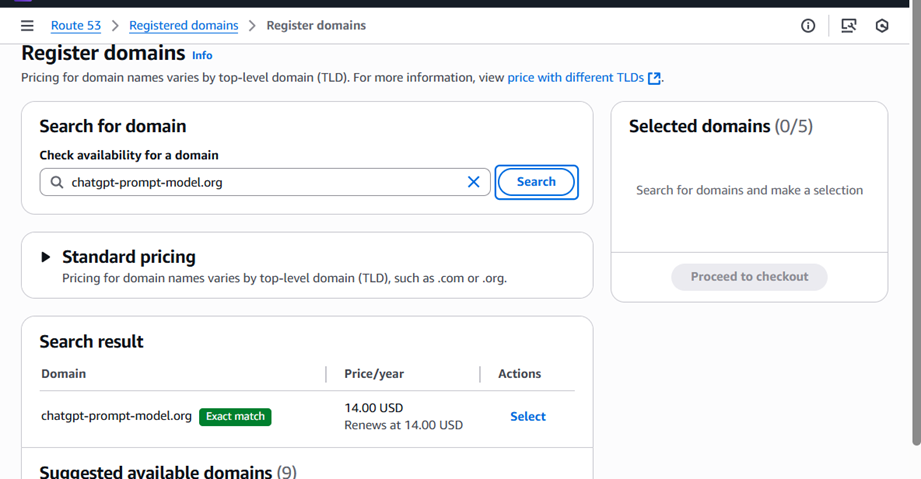 Route 53 > Registered domains > Register domains
Register domains Info
Pricing for domain names varies by top-level domain (TLD). For more information, view price with different TLDs.
Search for domain
Check availability for a domain
chatgpt-prompt-model.org
Search
Standard pricing
Pricing for domain names varies by top-level domain (TLD), such as .com or .org.
Search result
Domain Price/year Actions
chatgpt-prompt-model.org Exact match
14.00 USD
Renews at 14.00 USD
Select
Suggested available domains (9)
Selected domains (0/5)
Search for domains and make a selection
Proceed to checkout